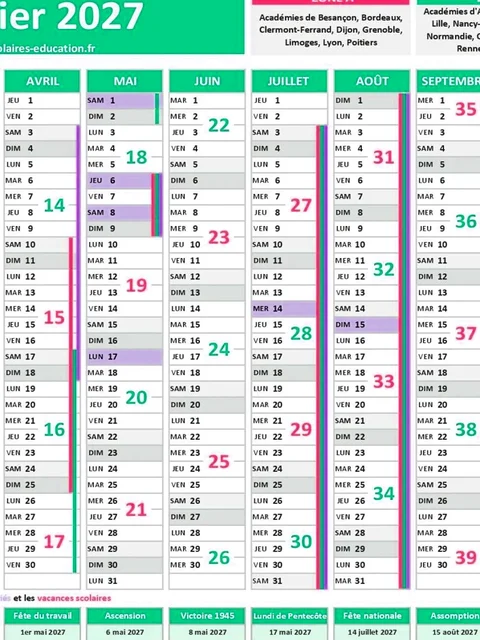 ier 2027
olaires-education.fr
Académies de Besançon, Bordeaux,
Clermont-Ferrand, Dijon, Grenoble,
Limoges, Lyon, Poitiers
Académies d'A
Lille, Nancy-
Normandie, O
Renne
AVRIL
JEU 1
VEN 2
SAM 3
DIM 4
LUN 5
MAR 6
MER 7
14
JEU 8
VEN 9
SAM 10
DIM 11
LUN 12
MAR 13
MER 14
15
JEU 15
VEN 16
SAM 17
DIM 18
LUN 19
MAR 20
MER 21
16
JEU 22
VEN 23
SAM 24
DIM 25
LUN 26
MAR 27
MER 28
17
JEU 29
VEN 30
MAI
SAM 1
DIM 2
LUN 3
MAR 4
18
MER 5
JEU 6
VEN 7
SAM 8
DIM 9
LUN 10
MAR 11
MER 12
19
JEU 13
VEN 14
SAM 15
DIM 16
LUN 17
MAR 18
MER 19
20
JEU 20
VEN 21
SAM 22
DIM 23
LUN 24
MAR 25
MER 26
21
JEU 27
VEN 28
SAM 29
DIM 30
LUN 31
JUIN
MAR 1
MER 2
22
JEU 3
VEN 4
SAM 5
DIM 6
LUN 7
MAR 8
MER 9
23
JEU 10
VEN 11
SAM 12
DIM 13
LUN 14
MAR 15
MER 16
24
JEU 17
VEN 18
SAM 19
DIM 20
LUN 21
MAR 22
MER 23
25
JEU 24
VEN 25
SAM 26
DIM 27
LUN 28
MAR 29
26
MER 30
JUILLET
JEU 1
VEN 2
SAM 3
DIM 4
LUN 5
MAR 6
MER 7
27
JEU 8
VEN 9
SAM 10
DIM 11
LUN 12
MAR 13
MER 14
JEU 15
28
VEN 16
SAM 17
DIM 18
LUN 19
MAR 20
MER 21
29
JEU 22
VEN 23
SAM 24
DIM 25
LUN 26
MAR 27
MER 28
30
JEU 29
VEN 30
SAM 31
AOÛT
DIM 1
LUN 2
MAR 3
MER 4
31
JEU 5
VEN 6
SAM 7
DIM 8
LUN 9
MAR 10
MER 11
32
JEU 12
VEN 13
SAM 14
DIM 15
LUN 16
MAR 17
MER 18
33
JEU 19
VEN 20
SAM 21
DIM 22
LUN 23
MAR 24
MER 25
34
JEU 26
VEN 27
SAM 28
DIM 29
LUN 30
MAR 31
SEPTEMBR
MER 1
35
JEU 2
VEN 3
SAM 4
DIM 5
LUN 6
MAR 7
MER 8
36
JEU 9
VEN 10
SAM 11
DIM 12
LUN 13
MAR 14
MER 15
37
JEU 16
VEN 17
SAM 18
DIM 19
LUN 20
MAR 21
MER 22
38
JEU 23
VEN 24
SAM 25
DIM 26
LUN 27
MAR 28
MER 29
39
JEU 30
iés et les vacances scolaires
Fête du travail
1er mai 2027
Ascension
6 mai 2027
Victoire 1945
8 mai 2027
Lundi de Pentecôte
17 mai 2027
Fête nationale
14 juillet 2027
Assomption
15 août 2027